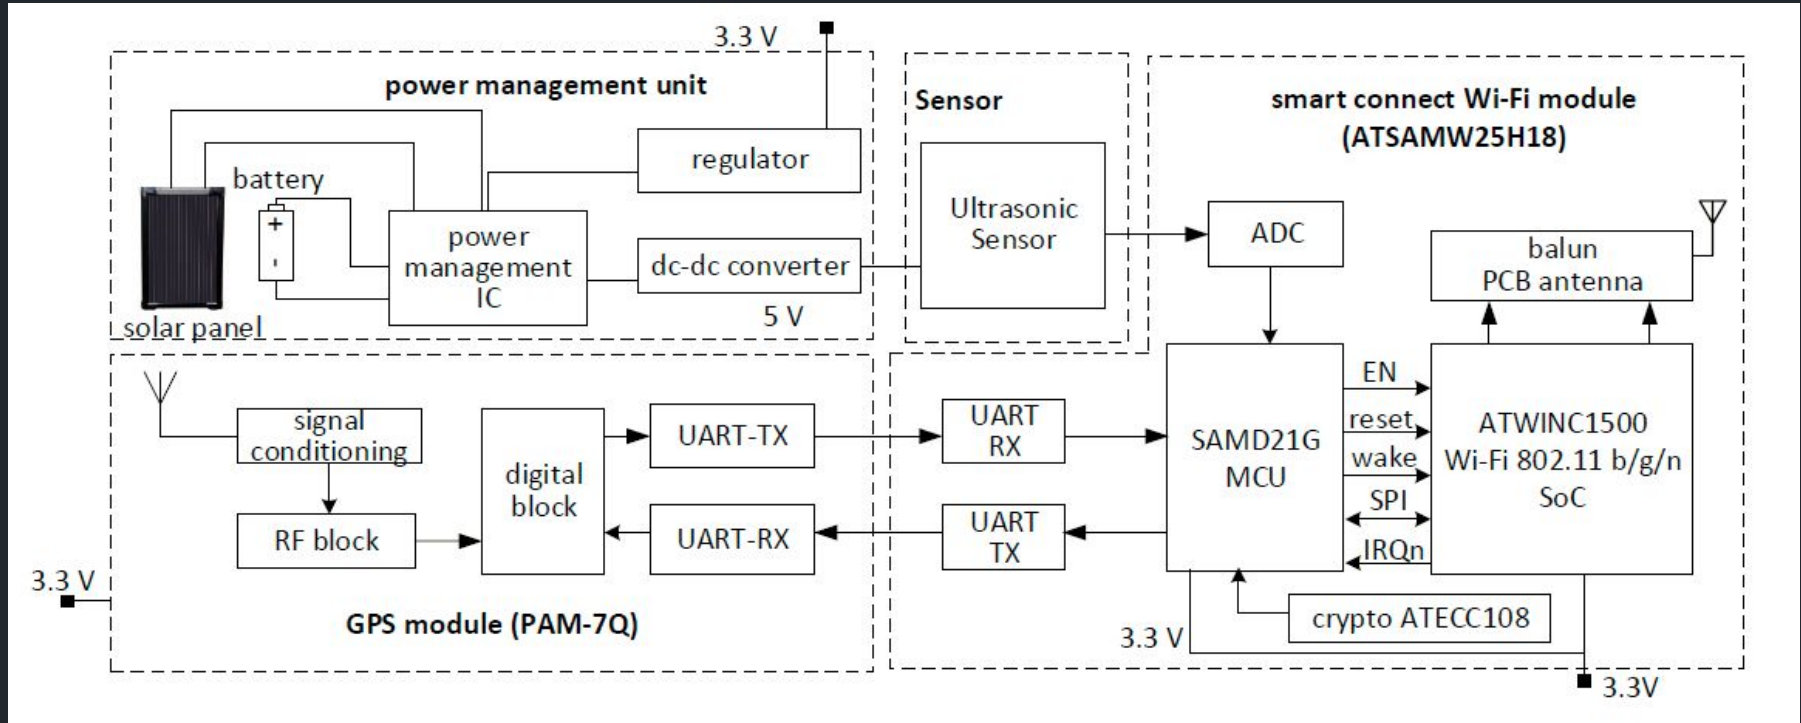 3.3 V
power management unit
regulator
battery
+
-
power
management
IC
dc-dc converter
5 V
solar panel
Sensor
Ultrasonic
Sensor
smart connect Wi-Fi module
(ATSAMW25H18)
ADC
balun
PCB antenna
signal
conditioning
RF block
digital
block
UART-TX
UART-RX
3.3 V
GPS module (PAM-7Q)
UART
RX
UART
TX
SAMD21G
MCU
EN
reset
wake
SPI
IRQn
ATWINC1500
Wi-Fi 802.11 b/g/n
SoC
crypto ATECC108
3.3 V
3.3V